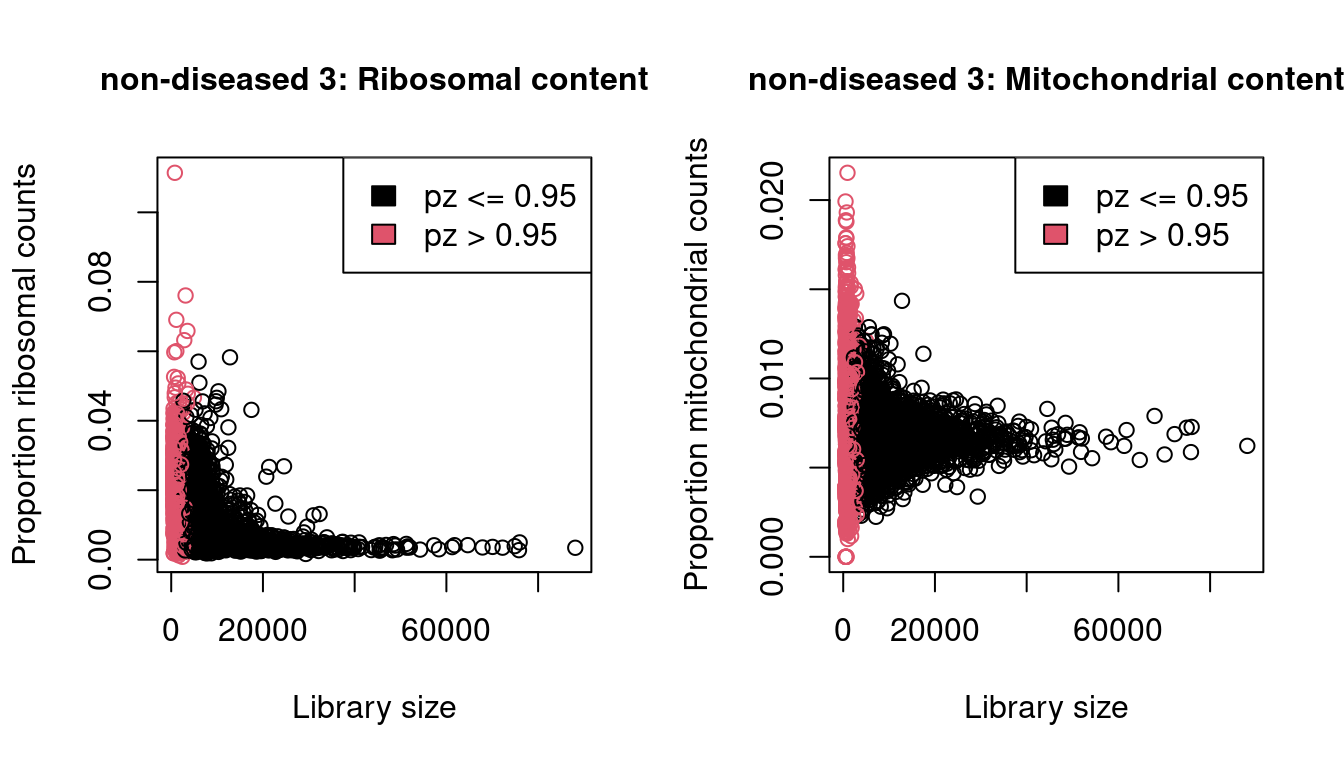 non-diseased 3: Ribosomal content
Proportion ribosomal counts
0.00 0.04 0.08
pz <= 0.95
pz > 0.95
0 20000 60000
Library size
non-diseased 3: Mitochondrial content
Proportion mitochondrial counts
0.000 0.010 0.020
pz <= 0.95
pz > 0.95
0 20000 60000
Library size